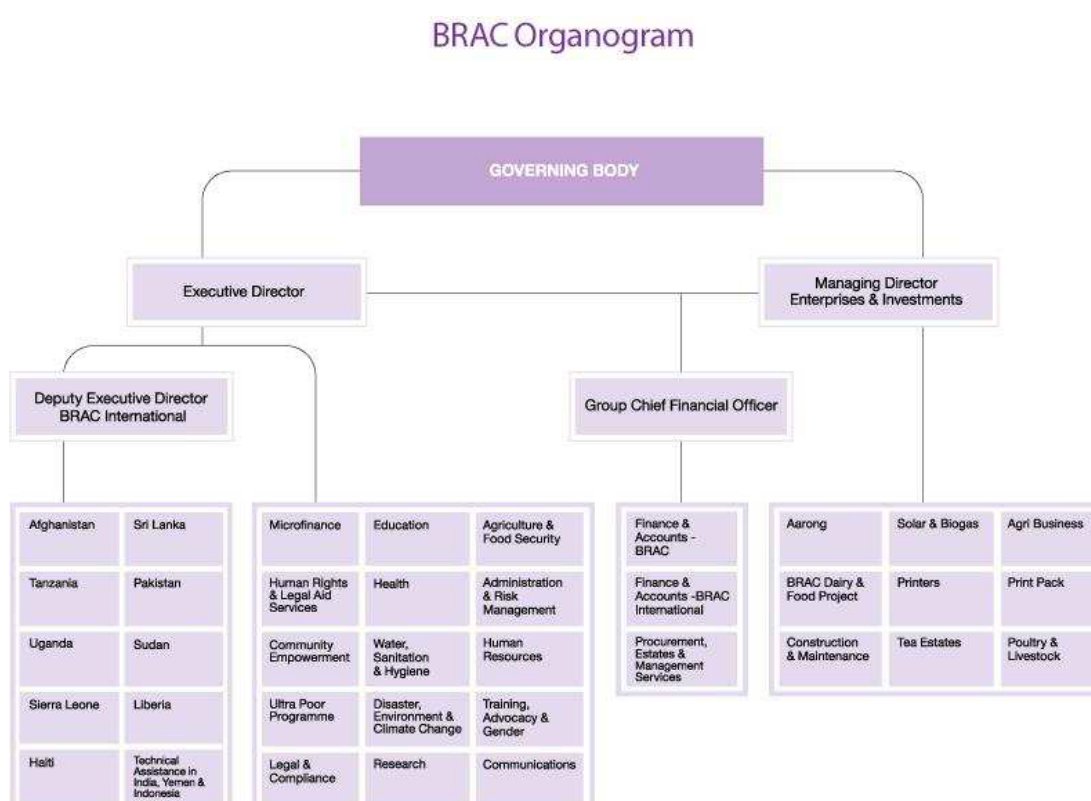 BRAC Organogram
GOVERNING BODY
Executive Director
Managing Director
Enterprises & Investments
Deputy Executive Director
BRAC International
Group Chief Financial Officer
Afghanistan
Sri Lanka
Tanzania
Pakistan
Uganda
Sudan
Sierra Leone
Liberia
Haiti
Technical
Assistance in
India, Yemen &
Indonesia
Microfinance
Education
Agriculture &
Food Security
Human Rights
& Legal Aid
Services
Health
Administration
& Risk
Management
Community
Empowerment
Water,
Sanitation
& Hygiene
Human
Resources
Ultra Poor
Programme
Disaster,
Environment &
Climate Change
Training,
Advocacy &
Gender
Legal &
Compliance
Research
Communications
Finance &
Accounts -
BRAC
Finance &
Accounts -BRAC
International
Procurement,
Estates &
Management
Services
Aarong
Solar & Biogas
Agri Business
BRAC Dairy &
Food Project
Printers
Print Pack
Construction
& Maintenance
Tea Estates
Poultry &
Livestock